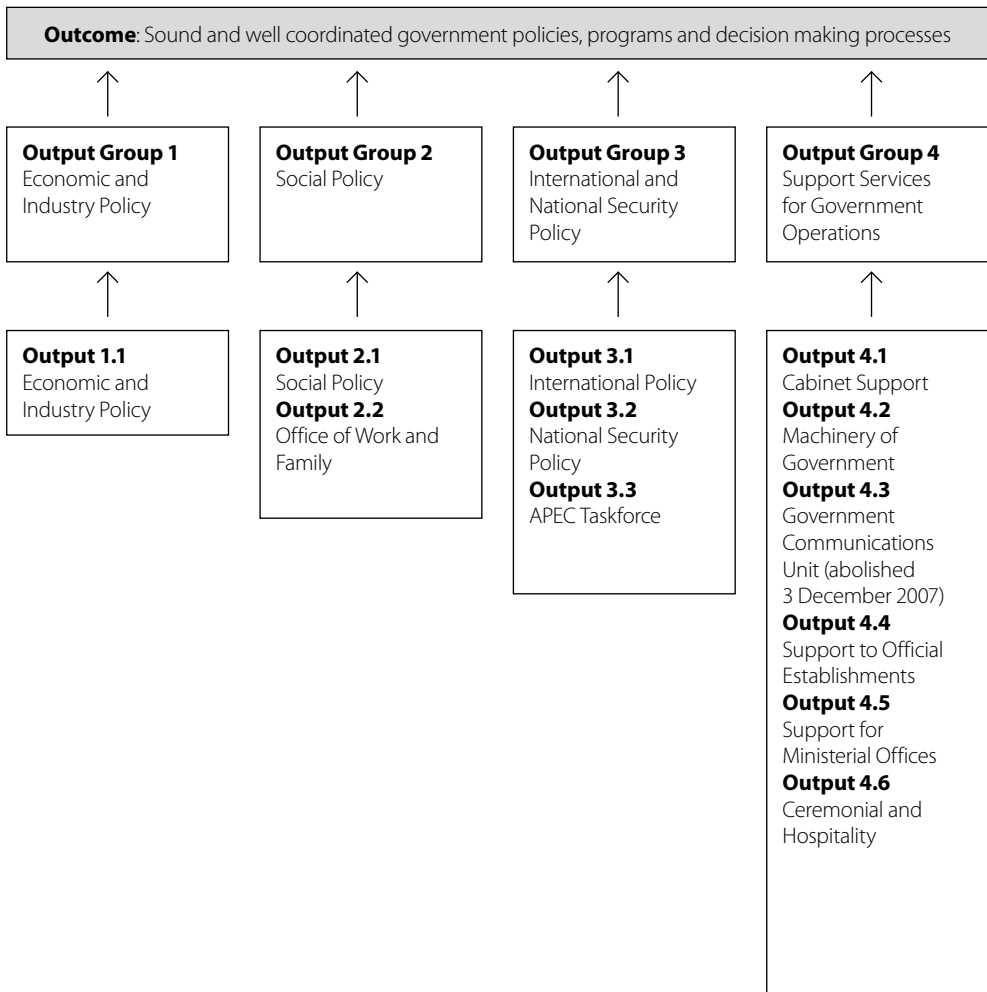 Outcome: Sound and well coordinated government policies, programs and decision making processes
Output Group 1
Economic and
Industry Policy
Output Group 2
Social Policy
Output Group 3
International and
National Security
Policy
Output Group 4
Support Services
for Government
Operations
Output 1.1
Economic and
Industry Policy
Output 2.1
Social Policy
Output 2.2
Office of Work and
Family
Output 3.1
International Policy
Output 3.2
National Security
Policy
Output 3.3
APEC Taskforce
Output 4.1
Cabinet Support
Output 4.2
Machinery of
Government
Output 4.3
Government
Communications
Unit (abolished
3 December 2007)
Output 4.4
Support to Official
Establishments
Output 4.5
Support for
Ministerial Offices
Output 4.6
Ceremonial and
Hospitality